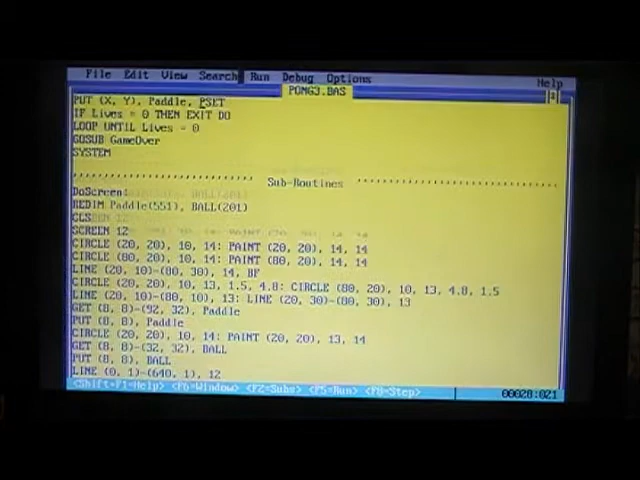 File Edit View Search Run Debug Options Help
PONG3.BAS
PUT (X, Y), Paddle, PSET
IF Lives = 0 THEN EXIT DO
LOOP UNTIL Lives = 0
GOSUB GameOver
SYSTEM
Sub-Routines
DoScreen:
REDIM Paddle(551), BALL(201)
CLS
SCREEN 12
CIRCLE (20, 20), 10, 14: PAINT (20, 20), 14, 14
CIRCLE (80, 20), 10, 14: PAINT (80, 20), 14, 14
LINE (20, 10)-(80, 30), 14, BF
CIRCLE (20, 20), 10, 13, 1.5, 4.8: CIRCLE (80, 20), 10, 13, 4.8, 1.5
LINE (20, 10)-(80, 10), 13: LINE (20, 30)-(80, 30), 13
GET (8, 8)-(92, 32), Paddle
PUT (8, 8), Paddle
CIRCLE (20, 20), 10, 14: PAINT (20, 20), 13, 14
GET (8, 8)-(32, 32), BALL
PUT (8, 8), BALL
LINE (0, 1)-(640, 1), 12
<Shift+F1=Help> <F6=Window> <F2=Subs> <F5=Run> <F8=Step> 00028:021